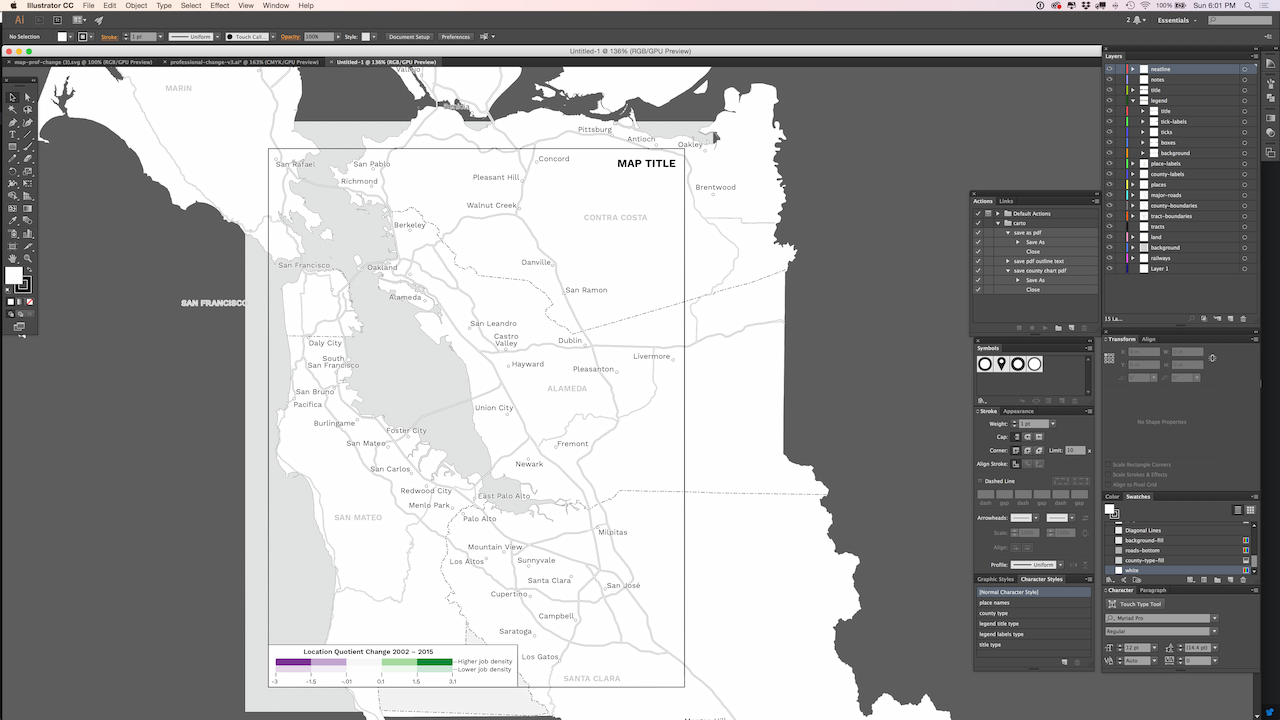 Illustrator CC File Edit Object Type Select Effect View Window Help 100% Sun 6:01 PM
Ai Br St 2 Essentials
No Selection Stroke: 1 pt Uniform Touch Call... Opacity: 100% Style: Document Setup Preferences
Untitled-1 @ 136% (RGB/GPU Preview)
map-prof-change (3).svg @ 100% (RGB/GPU Preview) professional-change-v3.ai* @ 163% (CMYK/GPU Preview) Untitled-1 @ 136% (RGB/GPU Preview)
MARIN
Vallejo
Pittsburg
Antioch
Oakley
San Rafael
San Pablo
Concord
MAP TITLE
Richmond
Pleasant Hill
Brentwood
Walnut Creek
CONTRA COSTA
Berkeley
San Francisco
Oakland
Danville
Alameda
San Ramon
SAN FRANCISCO
San Leandro
Castro
Valley
Daly City
Dublin
South
San Francisco
Livermore
Hayward
Pleasanton
San Bruno
ALAMEDA
Pacifica
Union City
Burlingame
Foster City
San Mateo
Fremont
San Carlos
Newark
Redwood City
East Palo Alto
Menlo Park
SAN MATEO
Palo Alto
Milpitas
Mountain View
Los Altos
Sunnyvale
Santa Clara
San José
Cupertino
Campbell
Saratoga
Los Gatos
SANTA CLARA
Location Quotient Change 2002 – 2015
Higher job density
Lower job density
-3 -1.5 -.01 0.1 1.5 3.1
Actions Links
Default Actions
carto
save as pdf
Save As
Close
save pdf outline text
save county chart pdf
Save As
Close
Symbols
Stroke Appearance
Weight: 1 pt
Cap:
Corner: Limit: 10 x
Align Stroke:
Dashed Line
dash gap dash gap dash gap
Arrowheads:
Scale:
Align:
Profile: Uniform
Graphic Styles Character Styles
[Normal Character Style]
place names
county type
legend title type
legend labels type
title type
Layers
neatline
notes
title
legend
title
tick-labels
ticks
boxes
background
place-labels
county-labels
places
major-roads
county-boundaries
tract-boundaries
tracts
land
background
railways
Layer 1
15 La...
Transform Align
No Shape Properties
Scale Rectangle Corners
Scale Strokes & Effects
Align to Pixel Grid
Color Swatches
Diagonal Lines
background-fill
roads-bottom
county-type-fill
white
Character Paragraph
Touch Type Tool
Myriad Pro
Regular
12 pt (14.4 pt)
Auto 0